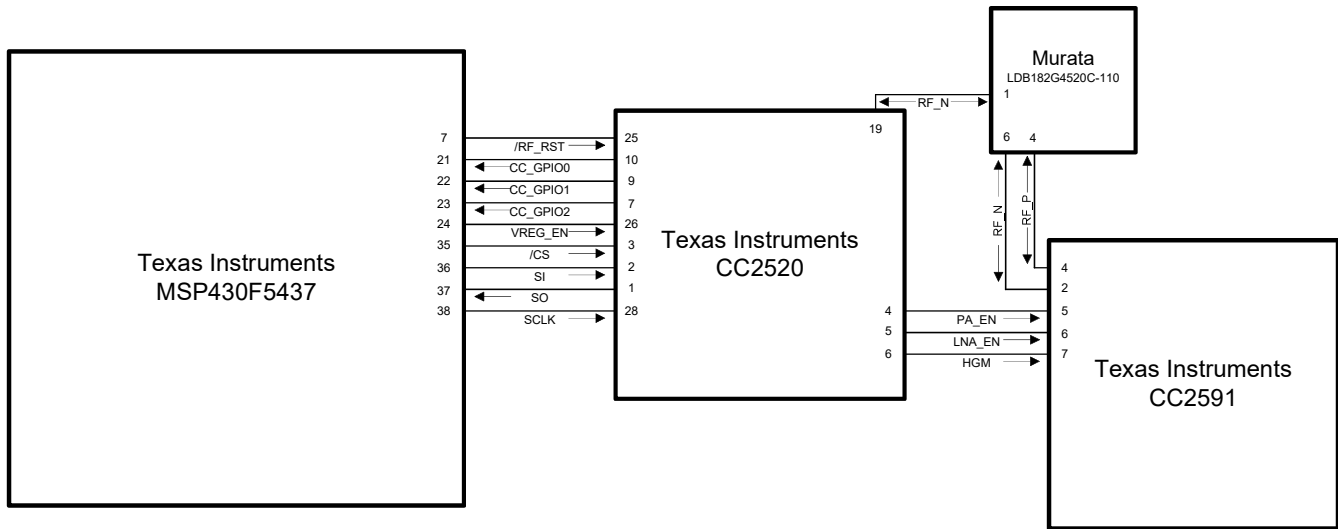 Murata
LDB182G4520C-110
1
RF_N
19
6 4
RF_N
RF_P
7 /RF_RST 25
21 CC_GPIO0 10
22 CC_GPIO1 9
23 CC_GPIO2 7
24 VREG_EN 26
35 /CS 3
36 SI 2
37 SO 1
38 SCLK 28
Texas Instruments
MSP430F5437
Texas Instruments
CC2520
4
2
4 PA_EN 5
5 LNA_EN 6
6 HGM 7
Texas Instruments
CC2591